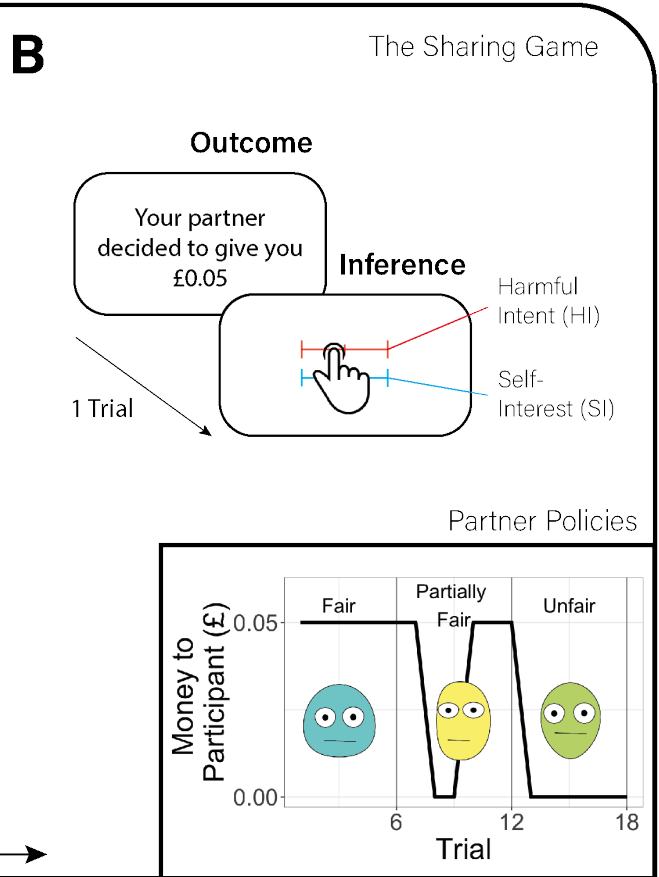 B
The Sharing Game
Outcome
Your partner
decided to give you
£0.05
Inference
Harmful
Intent (HI)
Self-
Interest (SI)
1 Trial
Partner Policies
Money to
Participant (£)
0.05
0.00
Fair
Partially
Fair
Unfair
6
12
18
Trial